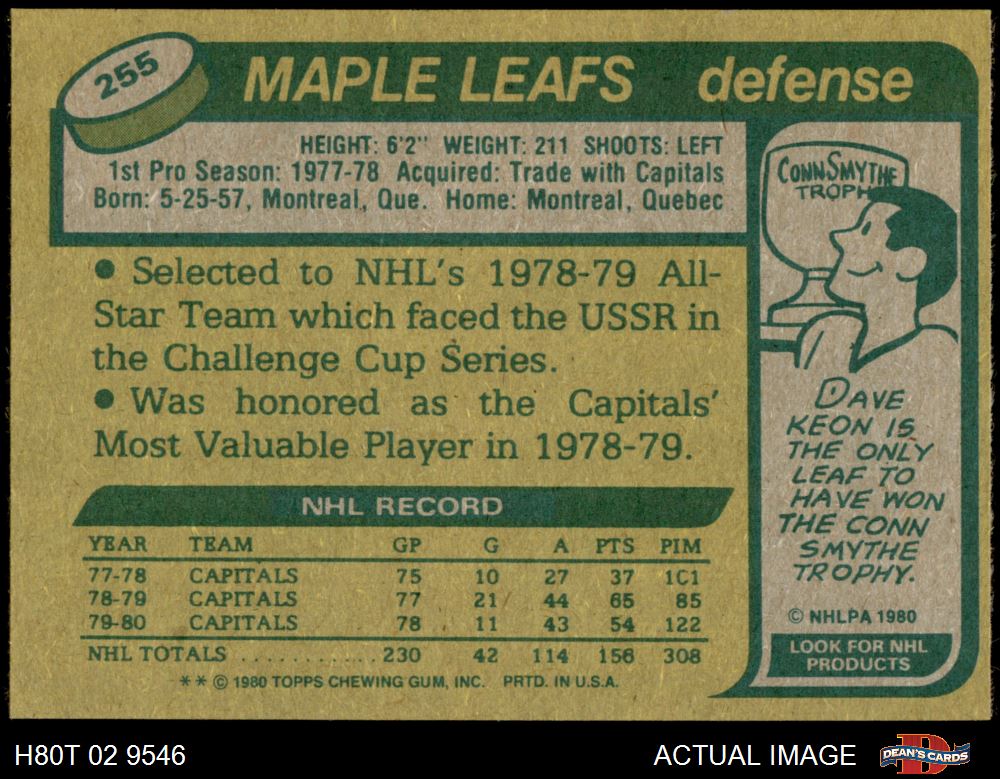 255
MAPLE LEAFS defense
HEIGHT: 6'2" WEIGHT: 211 SHOOTS: LEFT
1st Pro Season: 1977-78 Acquired: Trade with Capitals
Born: 5-25-57, Montreal, Que. Home: Montreal, Quebec
• Selected to NHL's 1978-79 All-
Star Team which faced the USSR in
the Challenge Cup Series.
• Was honored as the Capitals'
Most Valuable Player in 1978-79.
NHL RECORD
YEAR TEAM GP G A PTS PIM
77-78 CAPITALS 75 10 27 37 101
78-79 CAPITALS 77 21 44 65 85
79-80 CAPITALS 78 11 43 54 122
NHL TOTALS ........... 230 42 114 156 308
** © 1980 TOPPS CHEWING GUM, INC. PRTD. IN U.S.A.
CONN SMYTHE
TROPH
DAVE
KEON IS
THE ONLY
LEAF TO
HAVE WON
THE CONN
SMYTHE
TROPHY.
© NHLPA 1980
LOOK FOR NHL
PRODUCTS
H80T 02 9546
ACTUAL IMAGE
DEAN'S CARDS